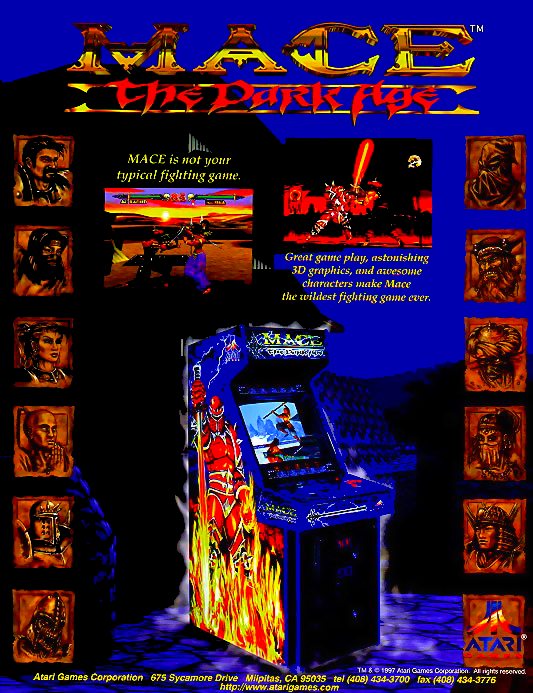 MACE™
The Dark Age
MACE is not your
typical fighting game.
Great game play, astonishing
3D graphics, and awesome
characters make Mace
the wildest fighting game ever.
MACE
THE DARK AGE
MACE
ATARI®
TM & © 1997 Atari Games Corporation. All rights reserved.
Atari Games Corporation 675 Sycamore Drive Milpitas, CA 95035 tel (408) 434-3700 fax (408) 434-3776
http://www.atarigames.com